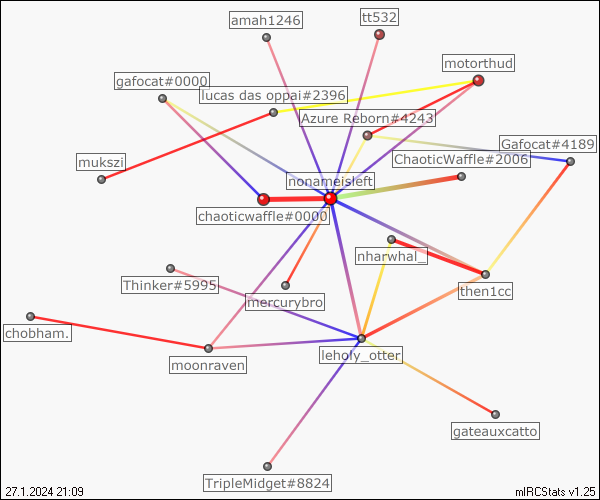 amah1246
tt532
motorthud
gafocat#0000
lucas das oppai#2396
Azure Reborn#4243
Gafocat#4189
mukszi
ChaoticWaffle#2006
nonameisleft
chaoticwaffle#0000
nharwhal_
Thinker#5995
mercurybro
then1cc
chobham.
moonraven
leholy_otter
gateauxcatto
TripleMidget#8824
27.1.2024 21:09
mIRCStats v1.25